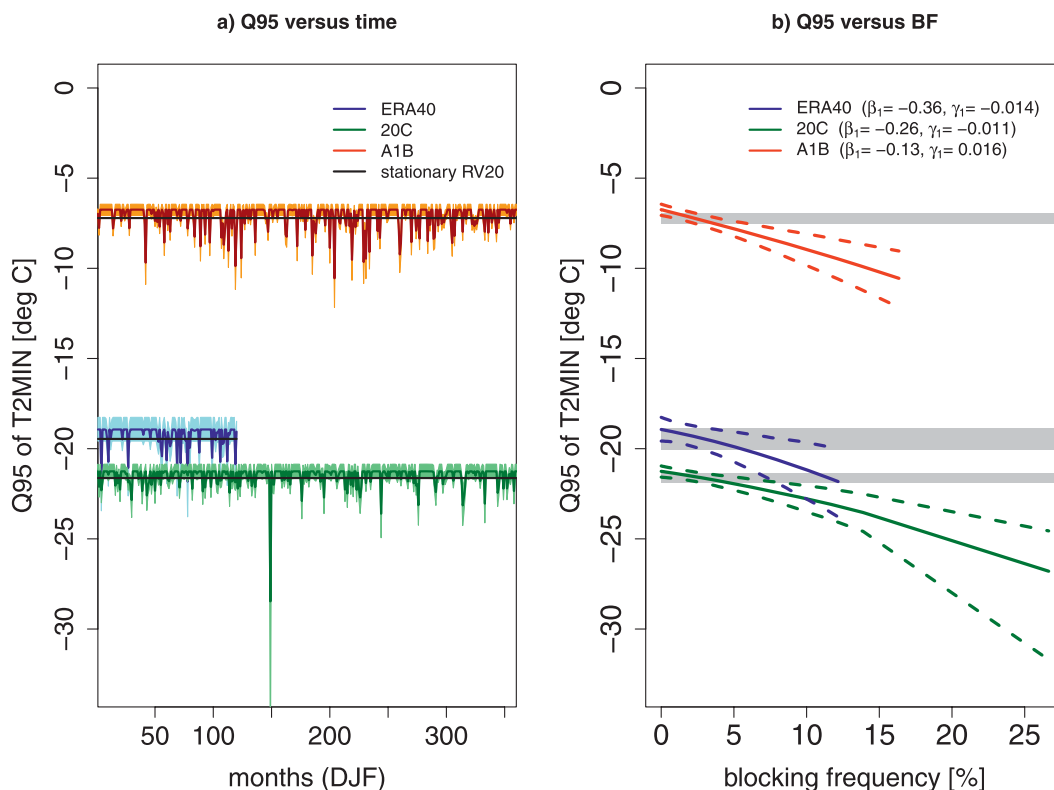 a) Q95 versus time
b) Q95 versus BF
Q95 of T2MIN [deg C]
0
−5
−10
−15
−20
−25
−30
ERA40
20C
A1B
stationary RV20
50
100
200
300
months (DJF)
Q95 of T2MIN [deg C]
0
−5
−10
−15
−20
−25
−30
ERA40 (β₁= −0.36, γ₁= −0.014)
20C (β₁= −0.26, γ₁= −0.011)
A1B (β₁= −0.13, γ₁= 0.016)
0
5
10
15
20
25
blocking frequency [%]